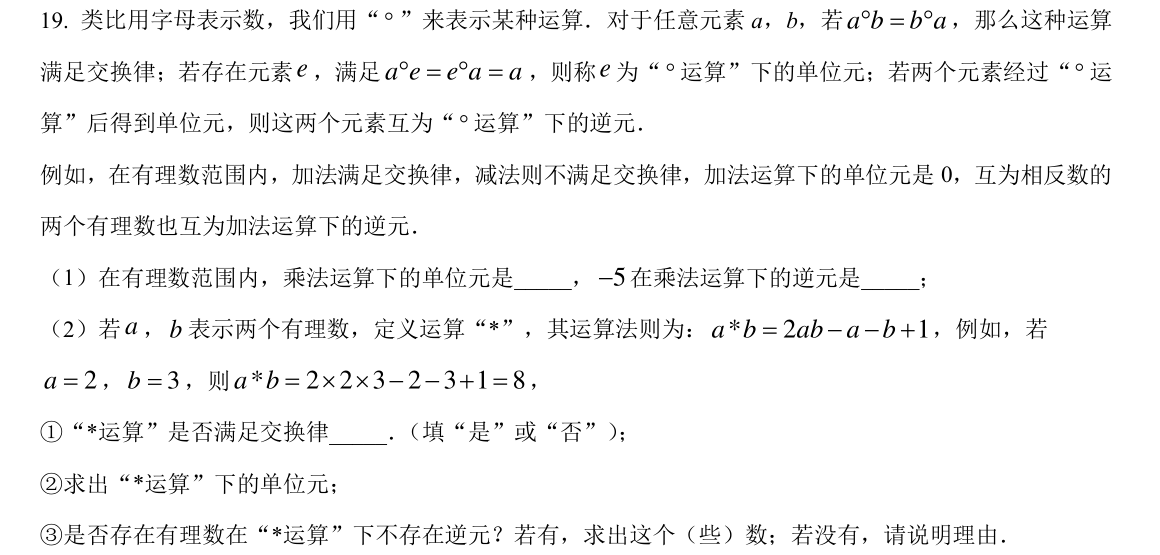 19. 类比用字母表示数，我们用“°”来表示某种运算．对于任意元素 a，b，若 a°b = b°a，那么这种运算
满足交换律；若存在元素 e，满足 a°e = e°a = a，则称 e 为“°运算”下的单位元；若两个元素经过“°运
算”后得到单位元，则这两个元素互为“°运算”下的逆元．
例如，在有理数范围内，加法满足交换律，减法则不满足交换律，加法运算下的单位元是 0，互为相反数的
两个有理数也互为加法运算下的逆元．
（1）在有理数范围内，乘法运算下的单位元是_____，−5 在乘法运算下的逆元是_____；
（2）若 a，b 表示两个有理数，定义运算“*”，其运算法则为：a*b = 2ab − a − b + 1，例如，若
a = 2，b = 3，则 a*b = 2×2×3−2−3+1=8，
①“*运算”是否满足交换律_____．（填“是”或“否”）；
②求出“*运算”下的单位元；
③是否存在有理数在“*运算”下不存在逆元？若有，求出这个（些）数；若没有，请说明理由．